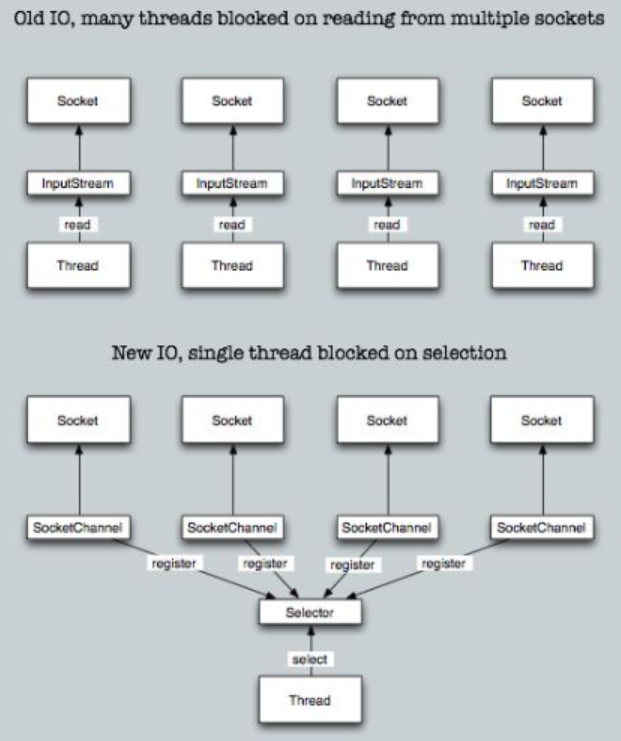 Old IO, many threads blocked on reading from multiple sockets
Socket Socket Socket Socket
InputStream InputStream InputStream InputStream
read read read read
Thread Thread Thread Thread
New IO, single thread blocked on selection
Socket Socket Socket Socket
SocketChannel SocketChannel SocketChannel SocketChannel
register register register register
Selector
select
Thread